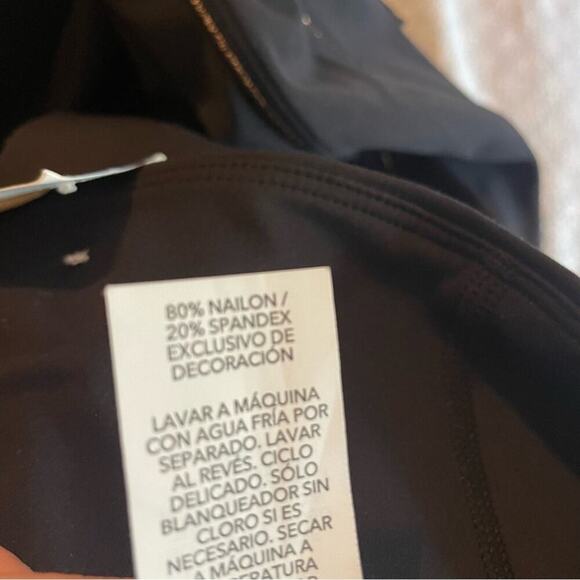 80% NAILON /
20% SPANDEX
EXCLUSIVO DE
DECORACIÓN
LAVAR A MÁQUINA
CON AGUA FRÍA POR
SEPARADO. LAVAR
AL REVÉS. CICLO
DELICADO. SÓLO
BLANQUEADOR SIN
CLORO SI ES
NECESARIO. SECAR
A MÁQUINA A